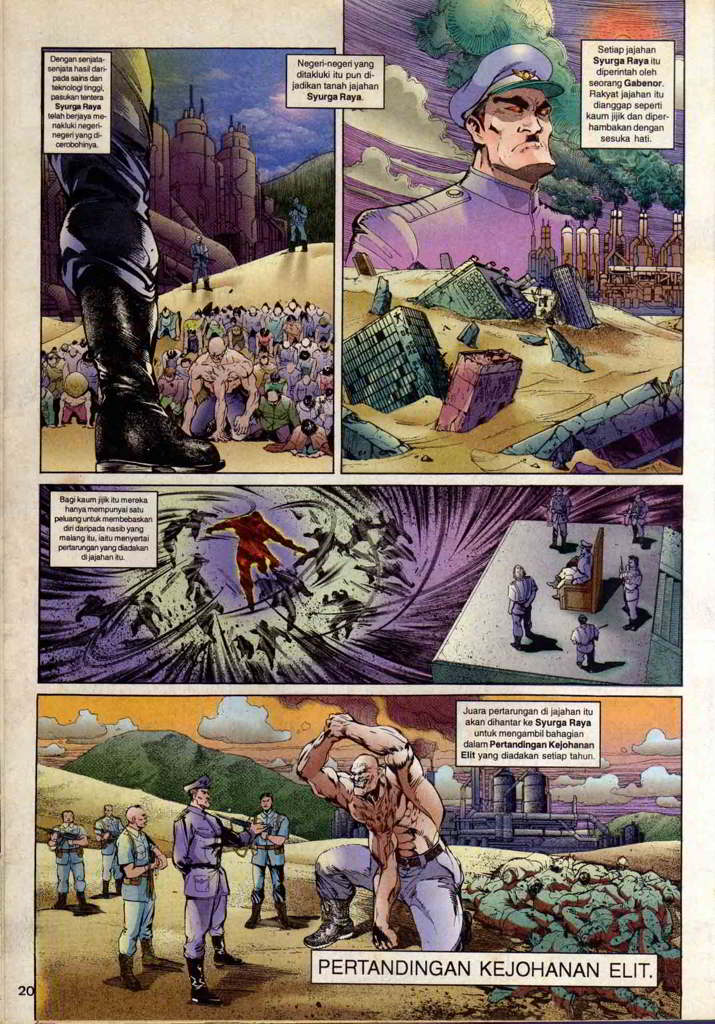 Dengan senjata-
senjata hasil dari-
pada sains dan
teknologi tinggi,
pasukan tentera
Syurga Raya
telah berjaya me-
nakluki negeri-
negeri yang di-
cerobohinya.
Negeri-negeri yang
ditakluki itu pun di-
jadikan tanah jajahan
Syurga Raya.
Setiap jajahan
Syurga Raya itu
diperintah oleh
seorang Gabenor.
Rakyat jajahan itu
dianggap seperti
kaum jijik dan diper-
hambakan dengan
sesuka hati.
Bagi kaum jijik itu mereka
hanya mempunyai satu
peluang untuk membebaskan
diri daripada nasib yang
malang itu, iaitu menyertai
pertarungan yang diadakan
di jajahan itu.
Juara pertarungan di jajahan itu
akan dihantar ke Syurga Raya
untuk mengambil bahagian
dalam Pertandingan Kejohanan
Elit yang diadakan setiap tahun.
PERTANDINGAN KEJOHANAN ELIT.
20